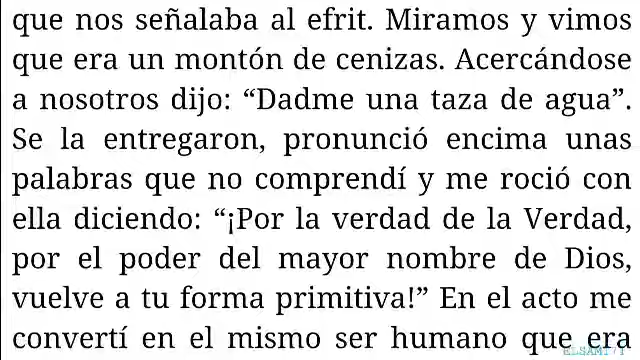 que nos señalaba al efrit. Miramos y vimos
que era un montón de cenizas. Acercándose
a nosotros dijo: “Dadme una taza de agua”.
Se la entregaron, pronunció encima unas
palabras que no comprendí y me roció con
ella diciendo: “¡Por la verdad de la Verdad,
por el poder del mayor nombre de Dios,
vuelve a tu forma primitiva!” En el acto me
convertí en el mismo ser humano que era